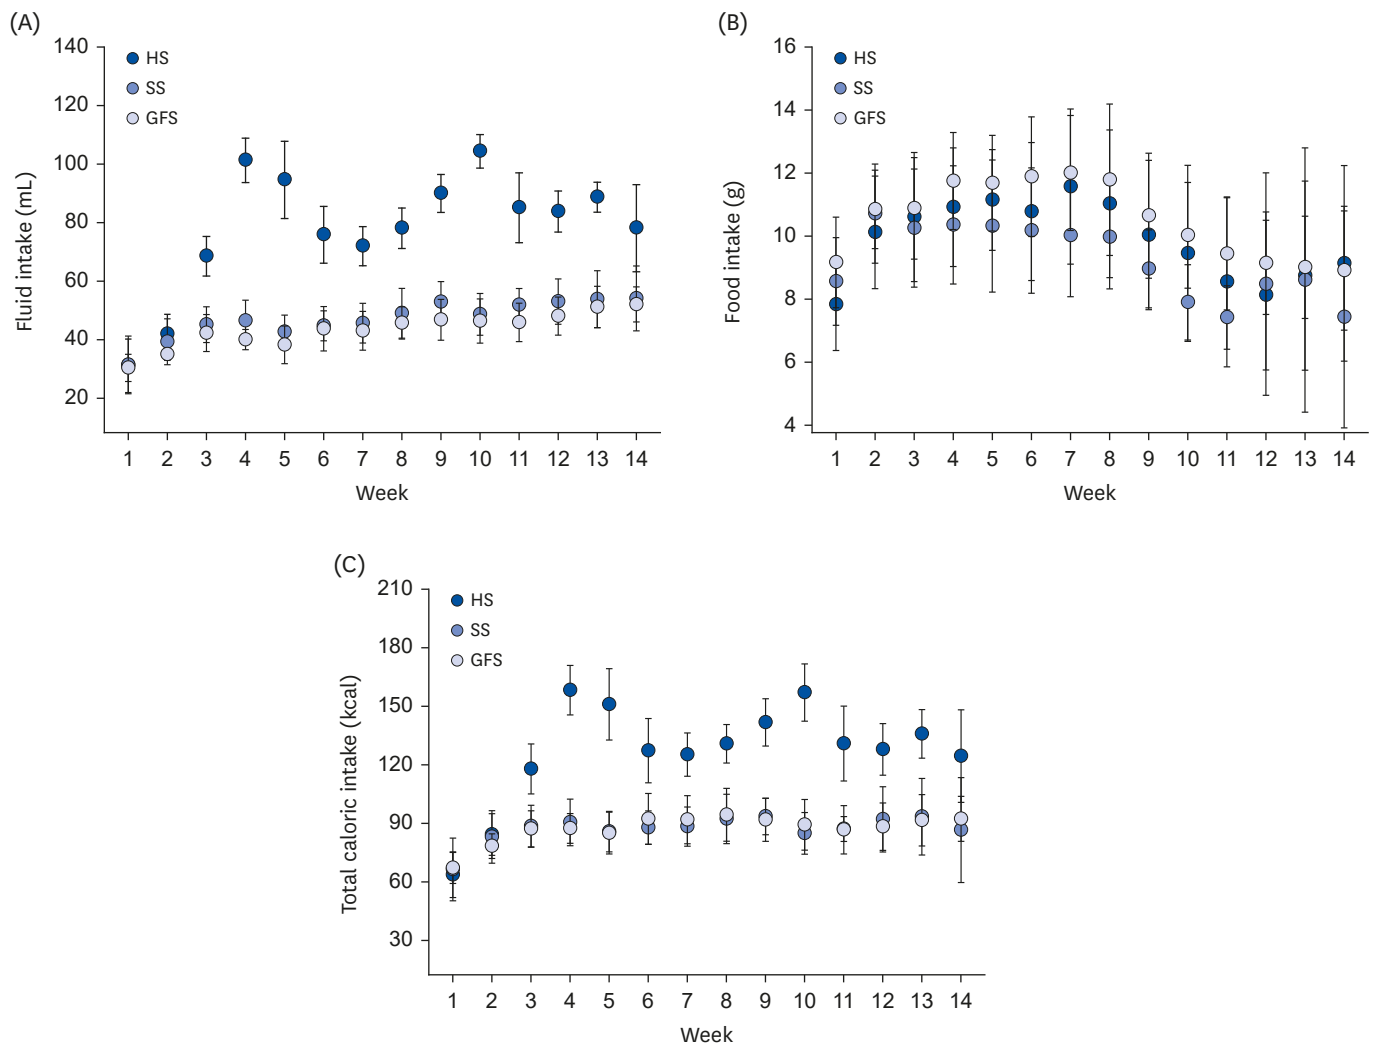 (A)
140
120
100
80
60
40
20
Fluid intake (mL)
HS
SS
GFS
1 2 3 4 5 6 7 8 9 10 11 12 13 14
Week
(B)
16
14
12
10
8
6
4
Food intake (g)
HS
SS
GFS
1 2 3 4 5 6 7 8 9 10 11 12 13 14
Week
(C)
210
180
150
120
90
60
30
Total caloric intake (kcal)
HS
SS
GFS
1 2 3 4 5 6 7 8 9 10 11 12 13 14
Week